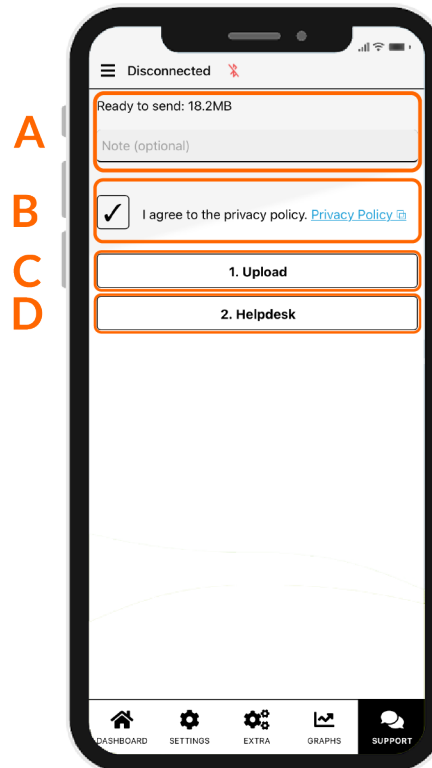 Disconnected
A
Ready to send: 18.2MB
Note (optional)
B
✓ I agree to the privacy policy. Privacy Policy
C
1. Upload
D
2. Helpdesk
DASHBOARD SETTINGS EXTRA GRAPHS SUPPORT